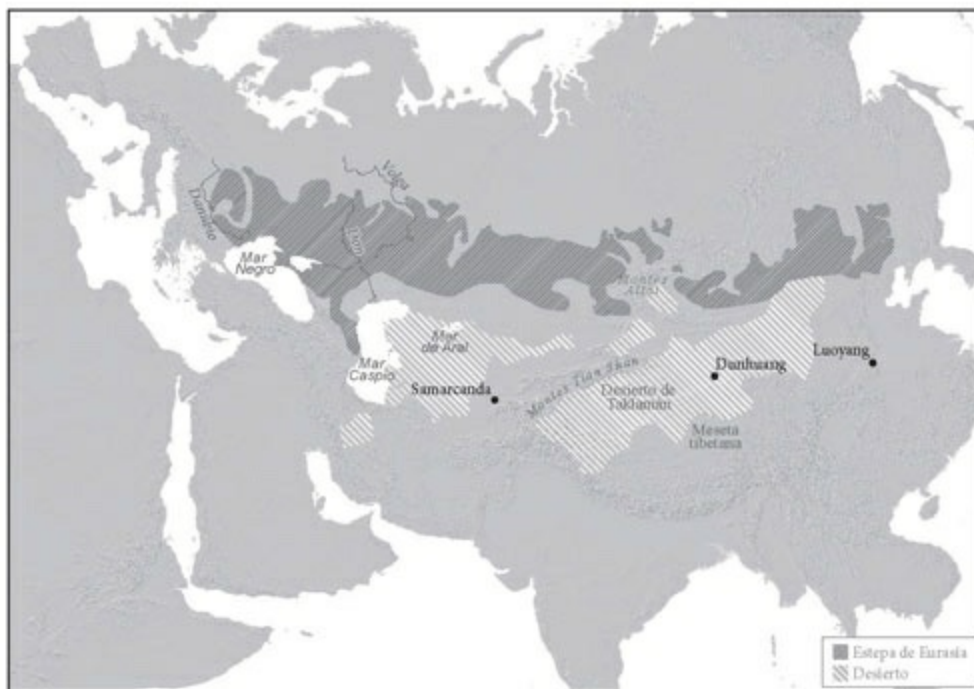 Volga
Danubio
Don
Mar
Negro
Montes
Altái
Mar
de Aral
Mar
Caspio
Samarcanda
Montes Tian Shan
Desierto de
Taklamán
Dunhuang
Luoyang
Meseta
tibetana
Estepa de Eurasia
Desierto